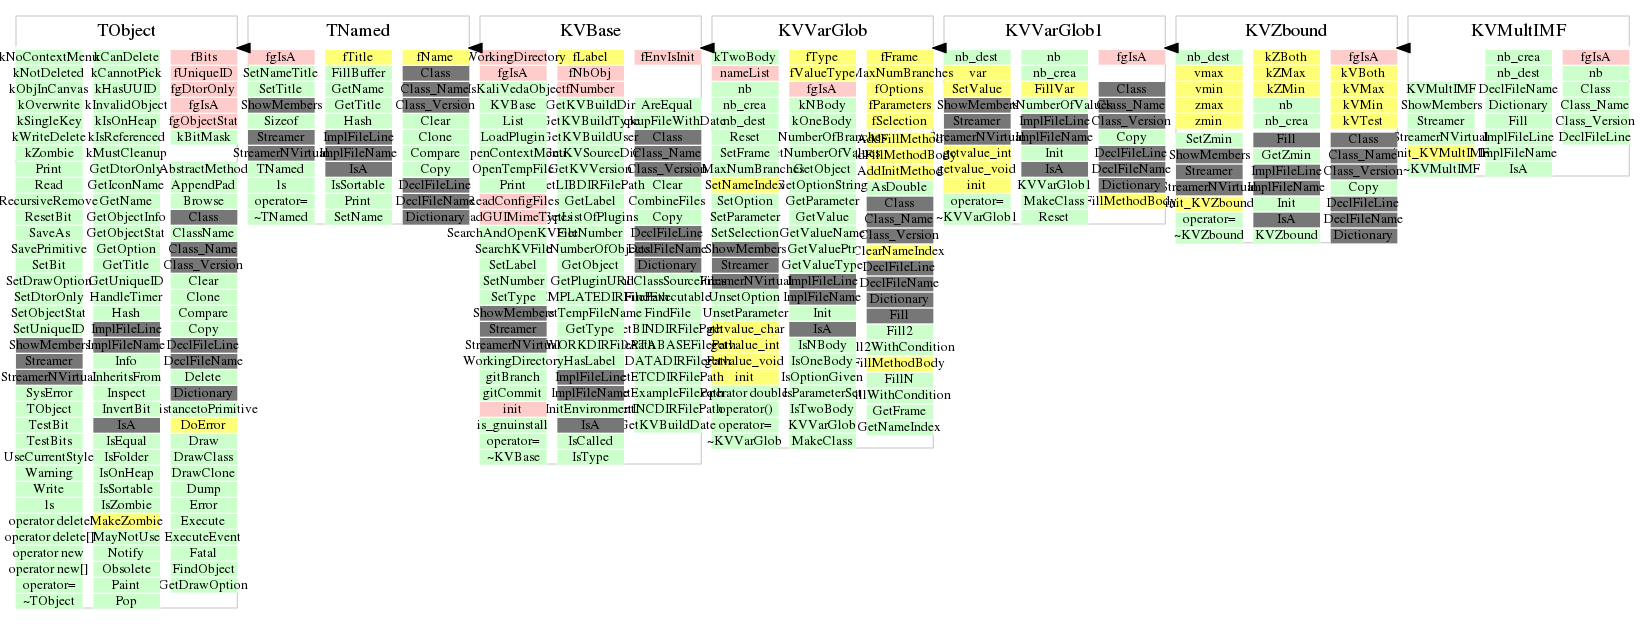 TObject
kNoContextMenu
kNotDeleted
kObjInCanvas
kOverwrite
kSingleKey
kWriteDelete
kZombie
Print
Read
RecursiveRemove
ResetBit
SaveAs
SavePrimitive
SetBit
SetDrawOption
SetDtorOnly
SetObjectStat
SetUniqueID
ShowMembers
Streamer
StreamerNVirtual
SysError
TObject
TestBit
TestBits
UseCurrentStyle
Warning
Write
ls
operator delete
operator delete[]
operator new
operator new[]
operator=
~TObject
kCanDelete
kCannotPick
kHasUUID
kInvalidObject
kIsOnHeap
kIsReferenced
kMustCleanup
GetDtorOnly
GetIconName
GetName
GetObjectInfo
GetObjectStat
GetOption
GetTitle
GetUniqueID
HandleTimer
Hash
ImplFileLine
ImplFileName
Info
InheritsFrom
Inspect
InvertBit
IsA
IsEqual
IsFolder
IsOnHeap
IsSortable
IsZombie
MakeZombie
MayNotUse
Notify
Obsolete
Paint
Pop
fBits
fUniqueID
fgDtorOnly
fgIsA
fgObjectStat
kBitMask
AbstractMethod
AppendPad
Browse
Class
ClassName
Class_Name
Class_Version
Clear
Clone
Compare
Copy
DeclFileLine
DeclFileName
Delete
Dictionary
istancetoPrimitive
DoError
Draw
DrawClass
DrawClone
Dump
Error
Execute
ExecuteEvent
Fatal
FindObject
GetDrawOption
TNamed
fgIsA
SetNameTitle
SetTitle
ShowMembers
Sizeof
Streamer
StreamerNVirtual
TNamed
ls
operator=
~TNamed
fTitle
FillBuffer
GetName
GetTitle
Hash
ImplFileLine
ImplFileName
IsA
IsSortable
Print
SetName
fName
Class
Class_Name
Class_Version
Clear
Clone
Compare
Copy
DeclFileLine
DeclFileName
Dictionary
KVBase
WorkingDirectory
fgIsA
IsKaliVedaObject
KVBase
List
LoadPlugin
OpenContextMenu
OpenTempFile
Print
ReadConfigFiles
ReadGUIMimeTypes
SearchAndOpenKVFile
SearchKVFile
SetLabel
SetNumber
SetType
ShowMembers
Streamer
StreamerNVirtual
WorkingDirectory
gitBranch
gitCommit
init
is_gnuinstall
operator=
~KVBase
fLabel
fNbObj
fNumber
GetKVBuildDir
GetKVBuildType
GetKVBuildUser
GetKVSourceDir
GetKVVersion
etLIBDIRFilePath
etListOfPlugins
GetNumber
GetNumberOfObjects
GetObject
GetPluginURI
MPLATEDIRFilePath
etTempFileName
GetType
WORKDIRFilePath
HasLabel
ImplFileLine
ImplFileName
InitEnvironment
IsA
IsCalled
IsType
fEnvIsInit
AreEqual
BackupFileWithDate
Class
Class_Name
Class_Version
Clear
CombineFiles
Copy
DeclFileLine
DeclFileName
Dictionary
FindClassSourceFiles
FindExecutable
FindFile
etBINDIRFilePath
DATABASEFilepath
DATADIRFilePath
etETCDIRFilePath
etExampleFilePath
etINCDIRFilePath
GetKVBuildDate
KVVarGlob
kTwoBody
nameList
nb
nb_crea
nb_dest
Reset
SetFrame
MaxNumBranches
SetNameIndex
SetOption
SetParameter
SetSelection
ShowMembers
Streamer
StreamerNVirtual
UnsetOption
UnsetParameter
getvalue_char
getvalue_int
getvalue_void
init
operator double
operator()
operator=
~KVVarGlob
fType
fValueType
fgIsA
kNBody
kOneBody
NumberOfBranches
etNumberOfValues
GetObject
GetOptionString
GetParameter
GetValue
GetValueName
GetValuePtr
GetValueType
ImplFileLine
ImplFileName
Init
IsA
IsNBody
IsOneBody
IsOptionGiven
IsParameterSet
IsTwoBody
KVVarGlob
MakeClass
fFrame
MaxNumBranches
fOptions
fParameters
fSelection
AddFillMethod
ddFillMethodBody
AddInitMethod
AsDouble
Class
Class_Name
Class_Version
ClearNameIndex
DeclFileLine
DeclFileName
Dictionary
Fill
Fill2
ll2WithCondition
FillMethodBody
FillN
illWithCondition
GetFrame
GetNameIndex
KVVarGlob1
nb_dest
var
SetValue
ShowMembers
Streamer
StreamerNVirtual
getvalue_int
getvalue_void
init
operator=
~KVVarGlob1
nb
nb_crea
FillVar
NumberOfValues
ImplFileLine
ImplFileName
Init
IsA
KVVarGlob1
MakeClass
Reset
fgIsA
Class
Class_Name
Class_Version
Copy
DeclFileLine
DeclFileName
Dictionary
FillMethodBody
KVZbound
nb_dest
vmax
vmin
zmax
zmin
SetZmin
ShowMembers
Streamer
StreamerNVirtual
init_KVZbound
operator=
~KVZbound
kZBoth
kZMax
kZMin
nb
nb_crea
Fill
GetZmin
ImplFileLine
ImplFileName
Init
IsA
KVZbound
fgIsA
kVBoth
kVMax
kVMin
kVTest
Class
Class_Name
Class_Version
Copy
DeclFileLine
DeclFileName
Dictionary
KVMultIMF
KVMultIMF
ShowMembers
Streamer
StreamerNVirtual
init_KVMultIMF
~KVMultIMF
nb_crea
nb_dest
DeclFileName
Dictionary
Fill
ImplFileLine
ImplFileName
IsA
fgIsA
nb
Class
Class_Name
Class_Version
DeclFileLine